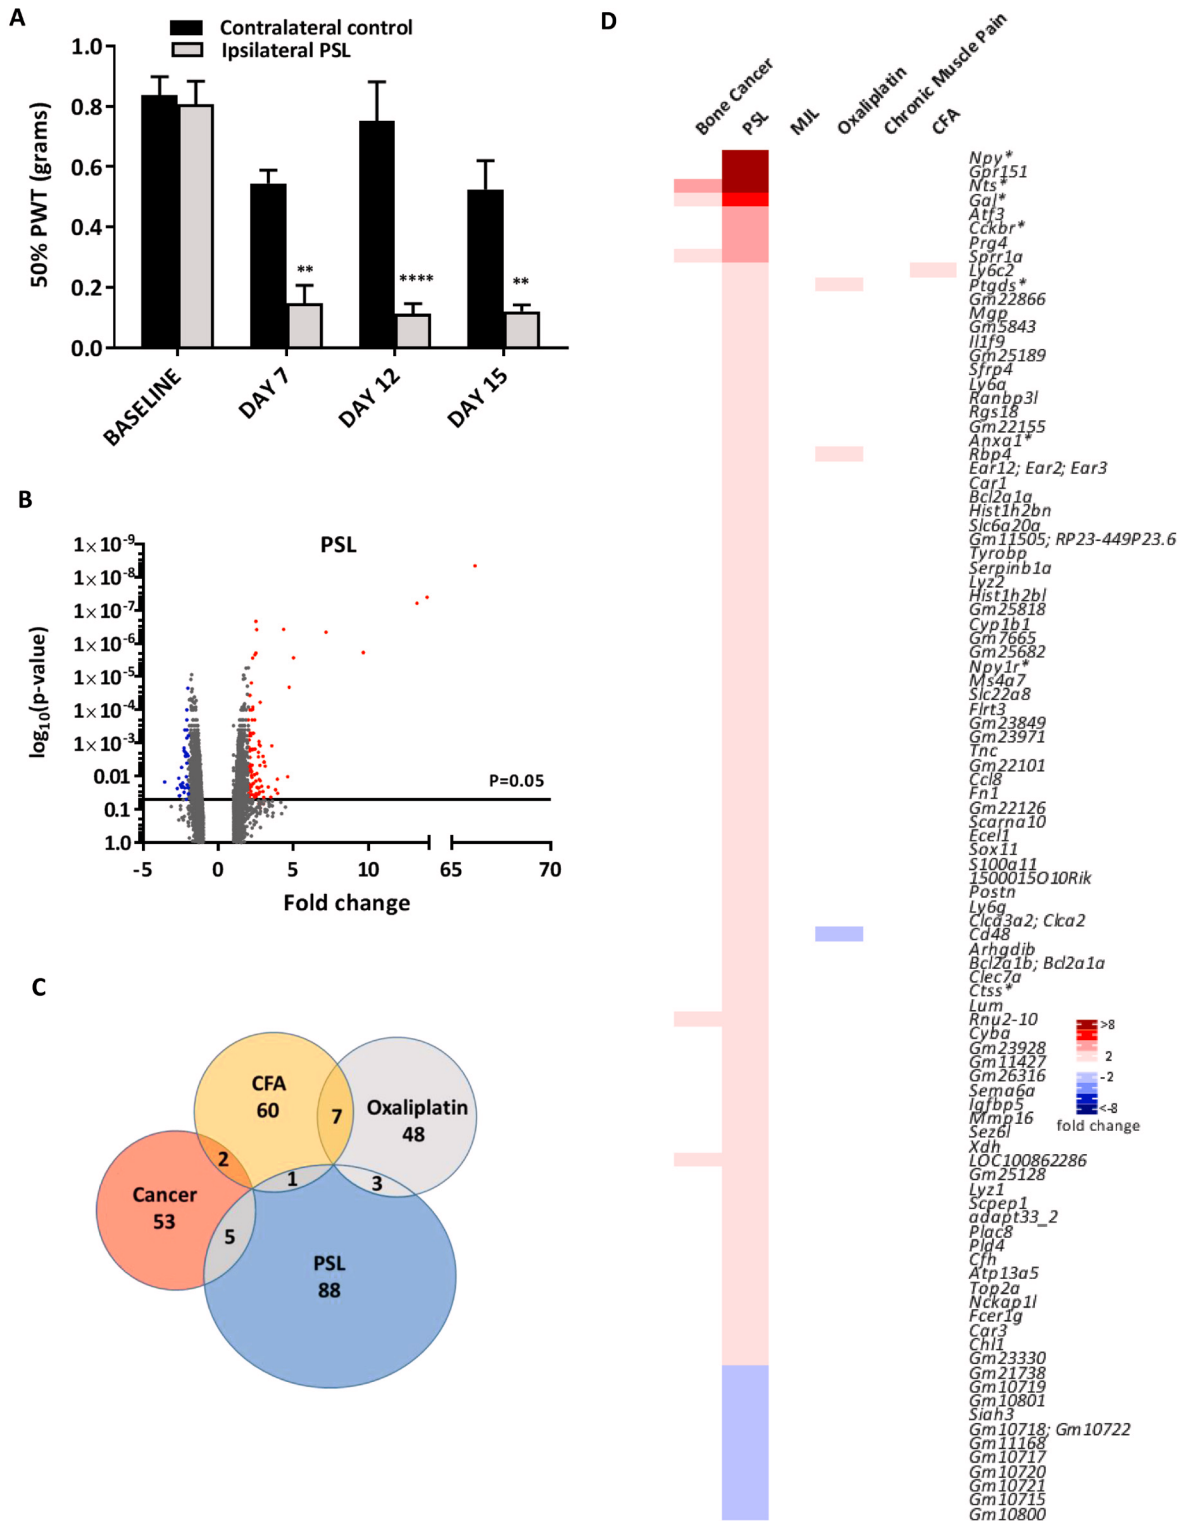 A
Contralateral control
Ipsilateral PSL
50% PWT (grams)
1.0
0.8
0.6
0.4
0.2
0.0
**
****
**
BASELINE
DAY 7
DAY 12
DAY 15
B
PSL
log10(p-value)
1×10-9
1×10-8
1×10-7
1×10-6
1×10-5
1×10-4
1×10-3
0.01
0.1
1.0
P=0.05
-5
0
5
10
65
70
Fold change
C
CFA
60
7
Oxaliplatin
48
2
1
3
Cancer
53
5
PSL
88
D
Bone Cancer
PSL
MJL
Oxaliplatin
Chronic Muscle Pain
CFA
Npy*
Gpr151
Nts*
Gal*
Atf3
Cckbr*
Prg4
Sprr1a
Ly6c2
Ptgds*
Gm22866
Mgp
Gm5843
Il1f9
Gm25189
Sfrp4
Ly6a
Ranbp3l
Rgs18
Gm22155
Anxa1*
Rbp4
Ear12; Ear2; Ear3
Car1
Bcl2a1a
Hist1h2bn
Slc6a20a
Gm11505; RP23-449P23.6
Tyrobp
Serpinb1a
Lyz2
Hist1h2bl
Gm25818
Cyp1b1
Gm7665
Gm25682
Npy1r*
Ms4a7
Slc22a8
Flrt3
Gm23849
Gm23971
Tnc
Gm22101
Ccl8
Fn1
Gm22126
Scarna10
Ecel1
Sox11
S100a11
1500015O10Rik
Postn
Ly6g
Clca3a2; Clca2
Cd48
Arhgdib
Bcl2a1b; Bcl2a1a
Clec7a
Ctss*
Lum
Rnu2-10
Cyba
Gm23928
Gm11427
Gm26316
Sema6a
Igfbp5
Mmp16
Sez6l
Xdh
LOC100862286
Gm25128
Lyz1
Scpep1
adapt33_2
Plac8
Pld4
Cfh
Atp13a5
Top2a
Nckap1l
Fcer1g
Car3
Chl1
Gm23330
Gm21738
Gm10719
Gm10801
Siah3
Gm10718; Gm10722
Gm11168
Gm10717
Gm10720
Gm10721
Gm10715
Gm10800
>8
2
-2
<-8
fold change